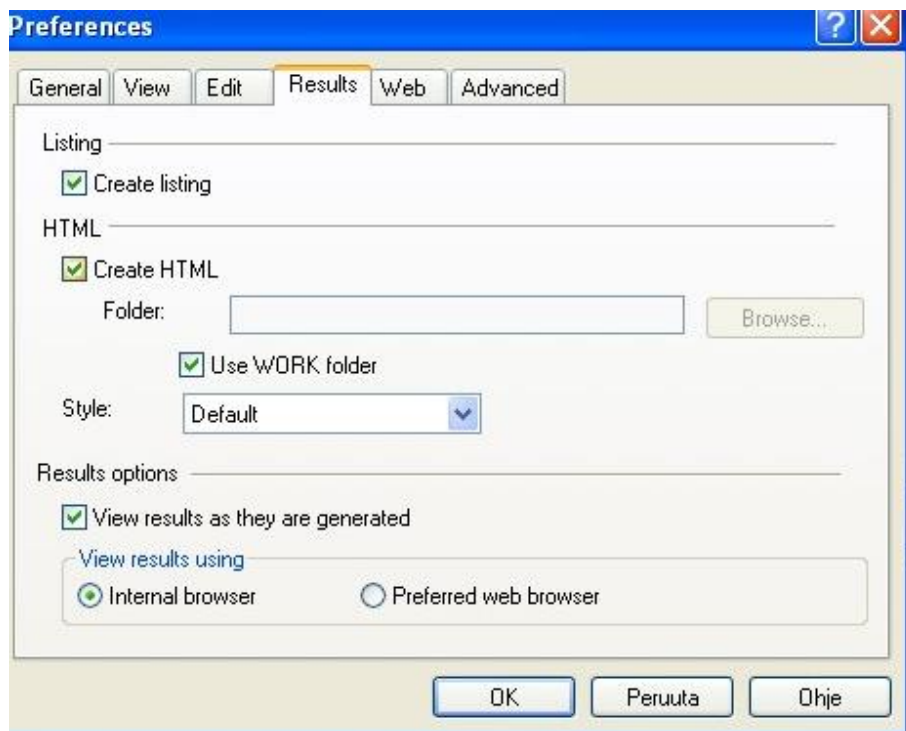 Preferences
General View Edit Results Web Advanced
Listing
Create listing
HTML
Create HTML
Folder:
Browse...
Use WORK folder
Style: Default
Results options
View results as they are generated
View results using
Internal browser Preferred web browser
OK Peruuta Ohje